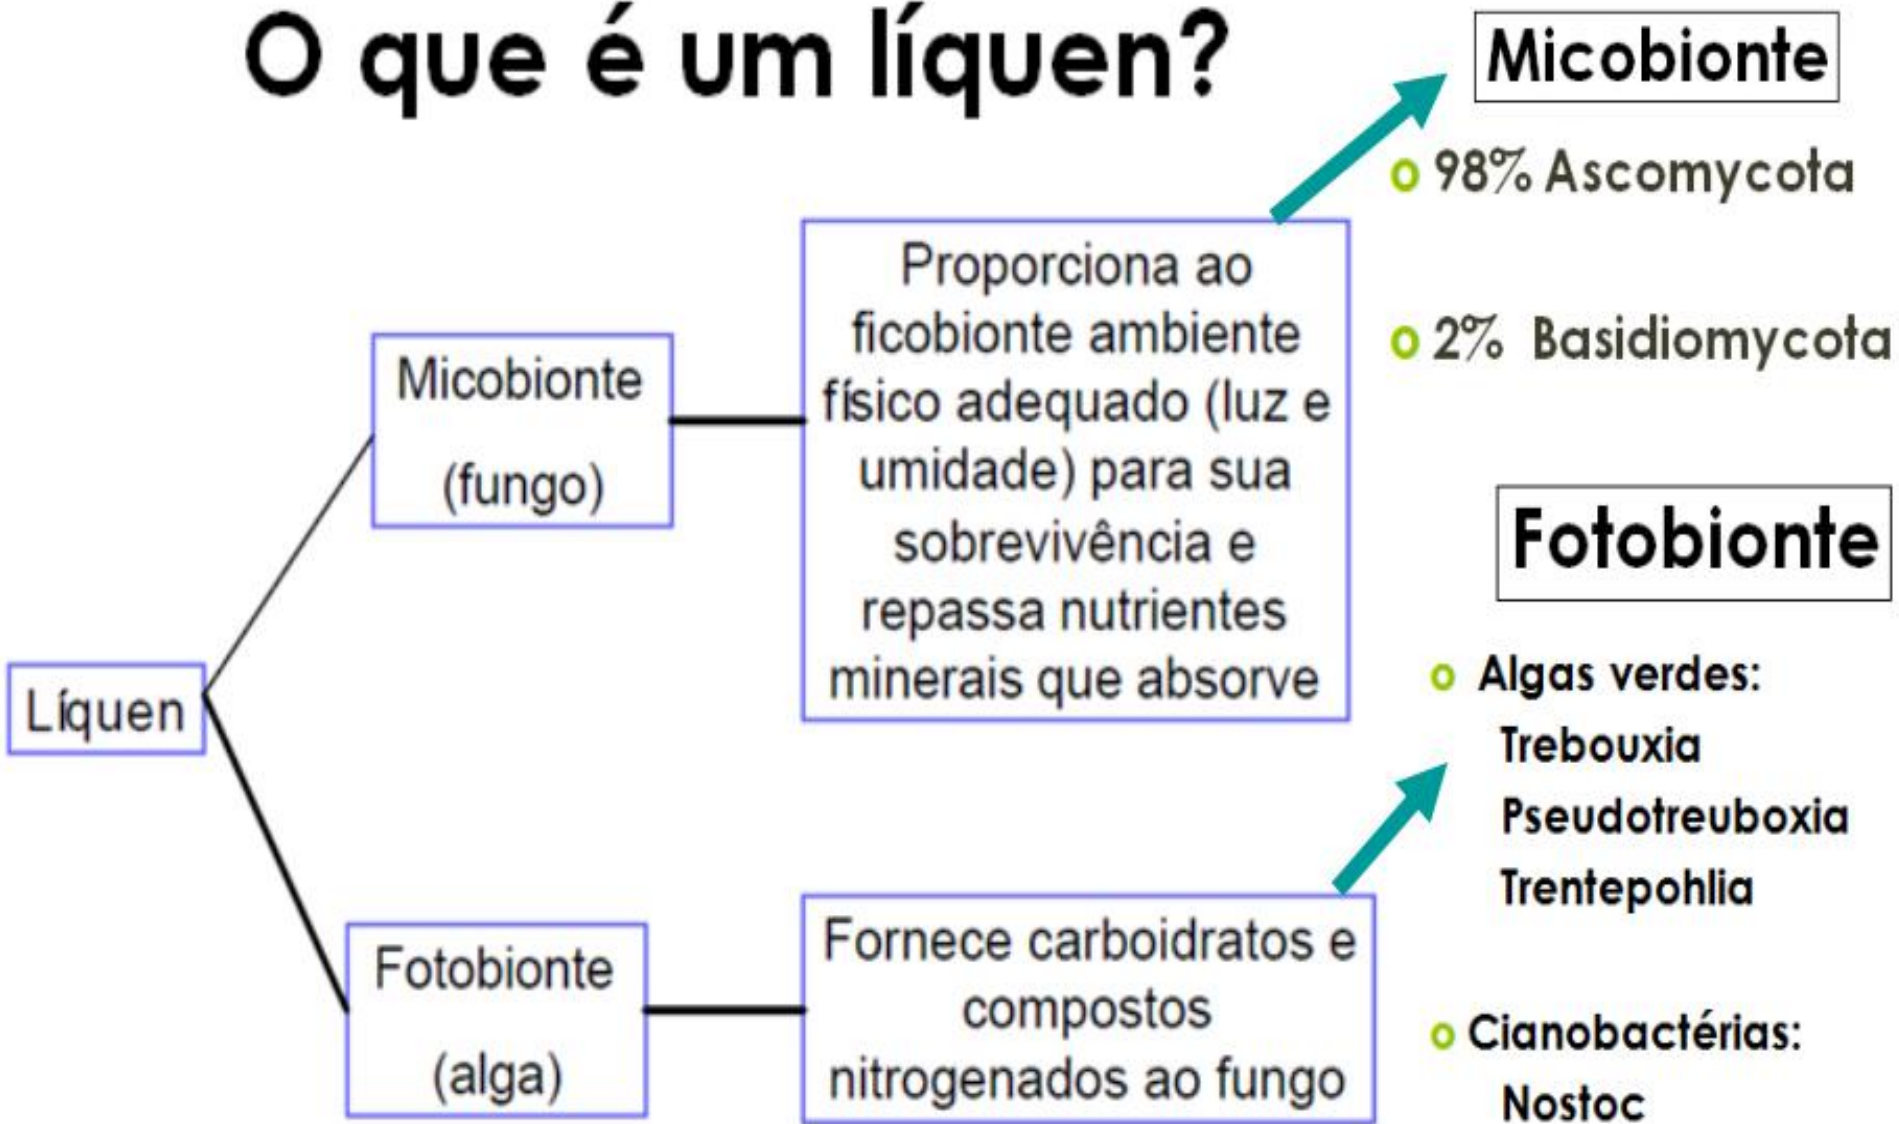 O que é um líquen?
Líquen
Micobionte
(fungo)
Proporciona ao
ficobionte ambiente
físico adequado (luz e
umidade) para sua
sobrevivência e
repassa nutrientes
minerais que absorve
Fotobionte
(alga)
Fornece carboidratos e
compostos
nitrogenados ao fungo
Micobionte
o 98% Ascomycota
o 2% Basidiomycota
Fotobionte
o Algas verdes:
Trebouxia
Pseudotreuboxia
Trentepohlia
o Cianobactérias:
Nostoc